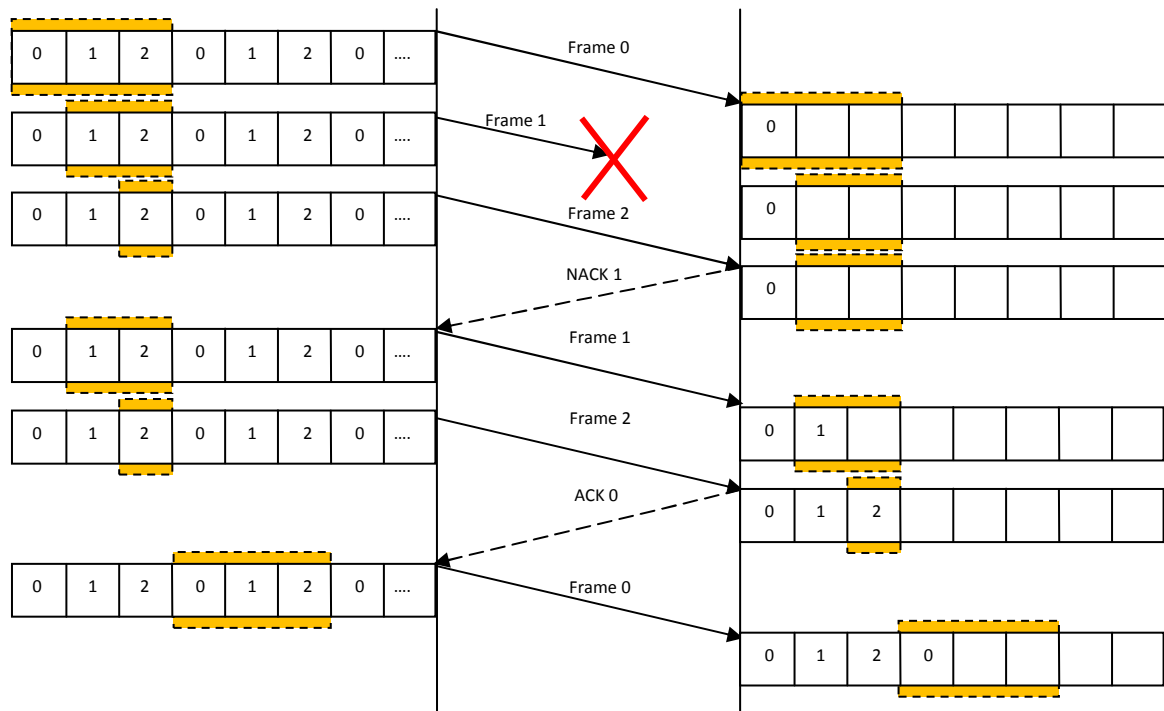 0 1 2 0 1 2 0 ....
Frame 0
0
0 1 2 0 1 2 0 ....
Frame 1
0
0 1 2 0 1 2 0 ....
Frame 2
0
NACK 1
0 1 2 0 1 2 0 ....
Frame 1
0 1
0 1 2 0 1 2 0 ....
Frame 2
0 1 2
ACK 0
0 1 2 0 1 2 0 ....
Frame 0
0 1 2 0